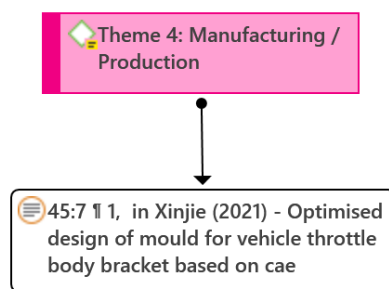 Theme 4: Manufacturing /
Production
45:7 ¶ 1, in Xinjie (2021) - Optimised
design of mould for vehicle throttle
body bracket based on cae